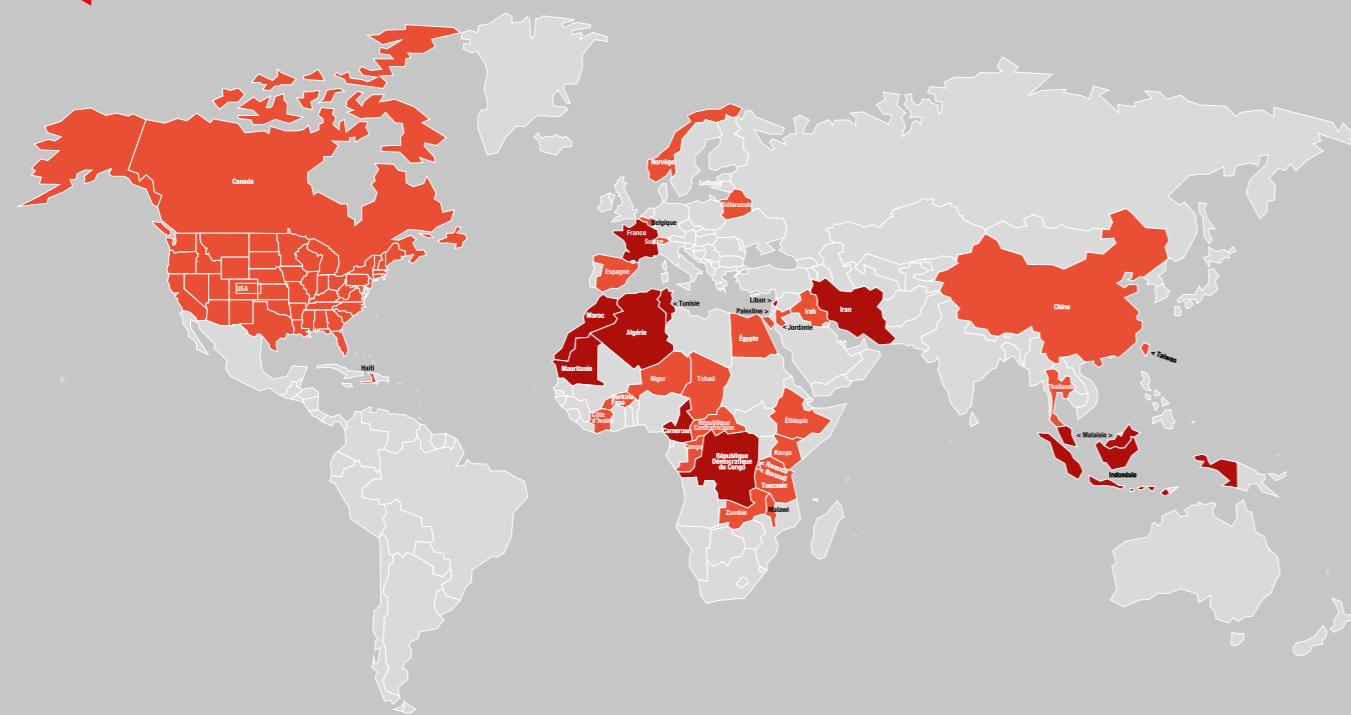 Canada
USA
Haïti
Norvège
Lettonie
Biélorussie
Belgique
France
Suisse
Espagne
< Tunisie
Maroc
Algérie
Mauritanie
Liban >
Palestine >
< Jordanie
Irak
Iran
Égypte
Niger
Tchad
Burkina
Faso
Côte
d'Ivoire
Cameroun
République
Centrafricaine
Congo
République
Démocratique
du Congo
Éthiopie
Kenya
< Rwanda
< Burundi
Tanzanie
Zambie
Malawi
Chine
< Taïwan
Thaïlande
< Malaisie >
Indonésie